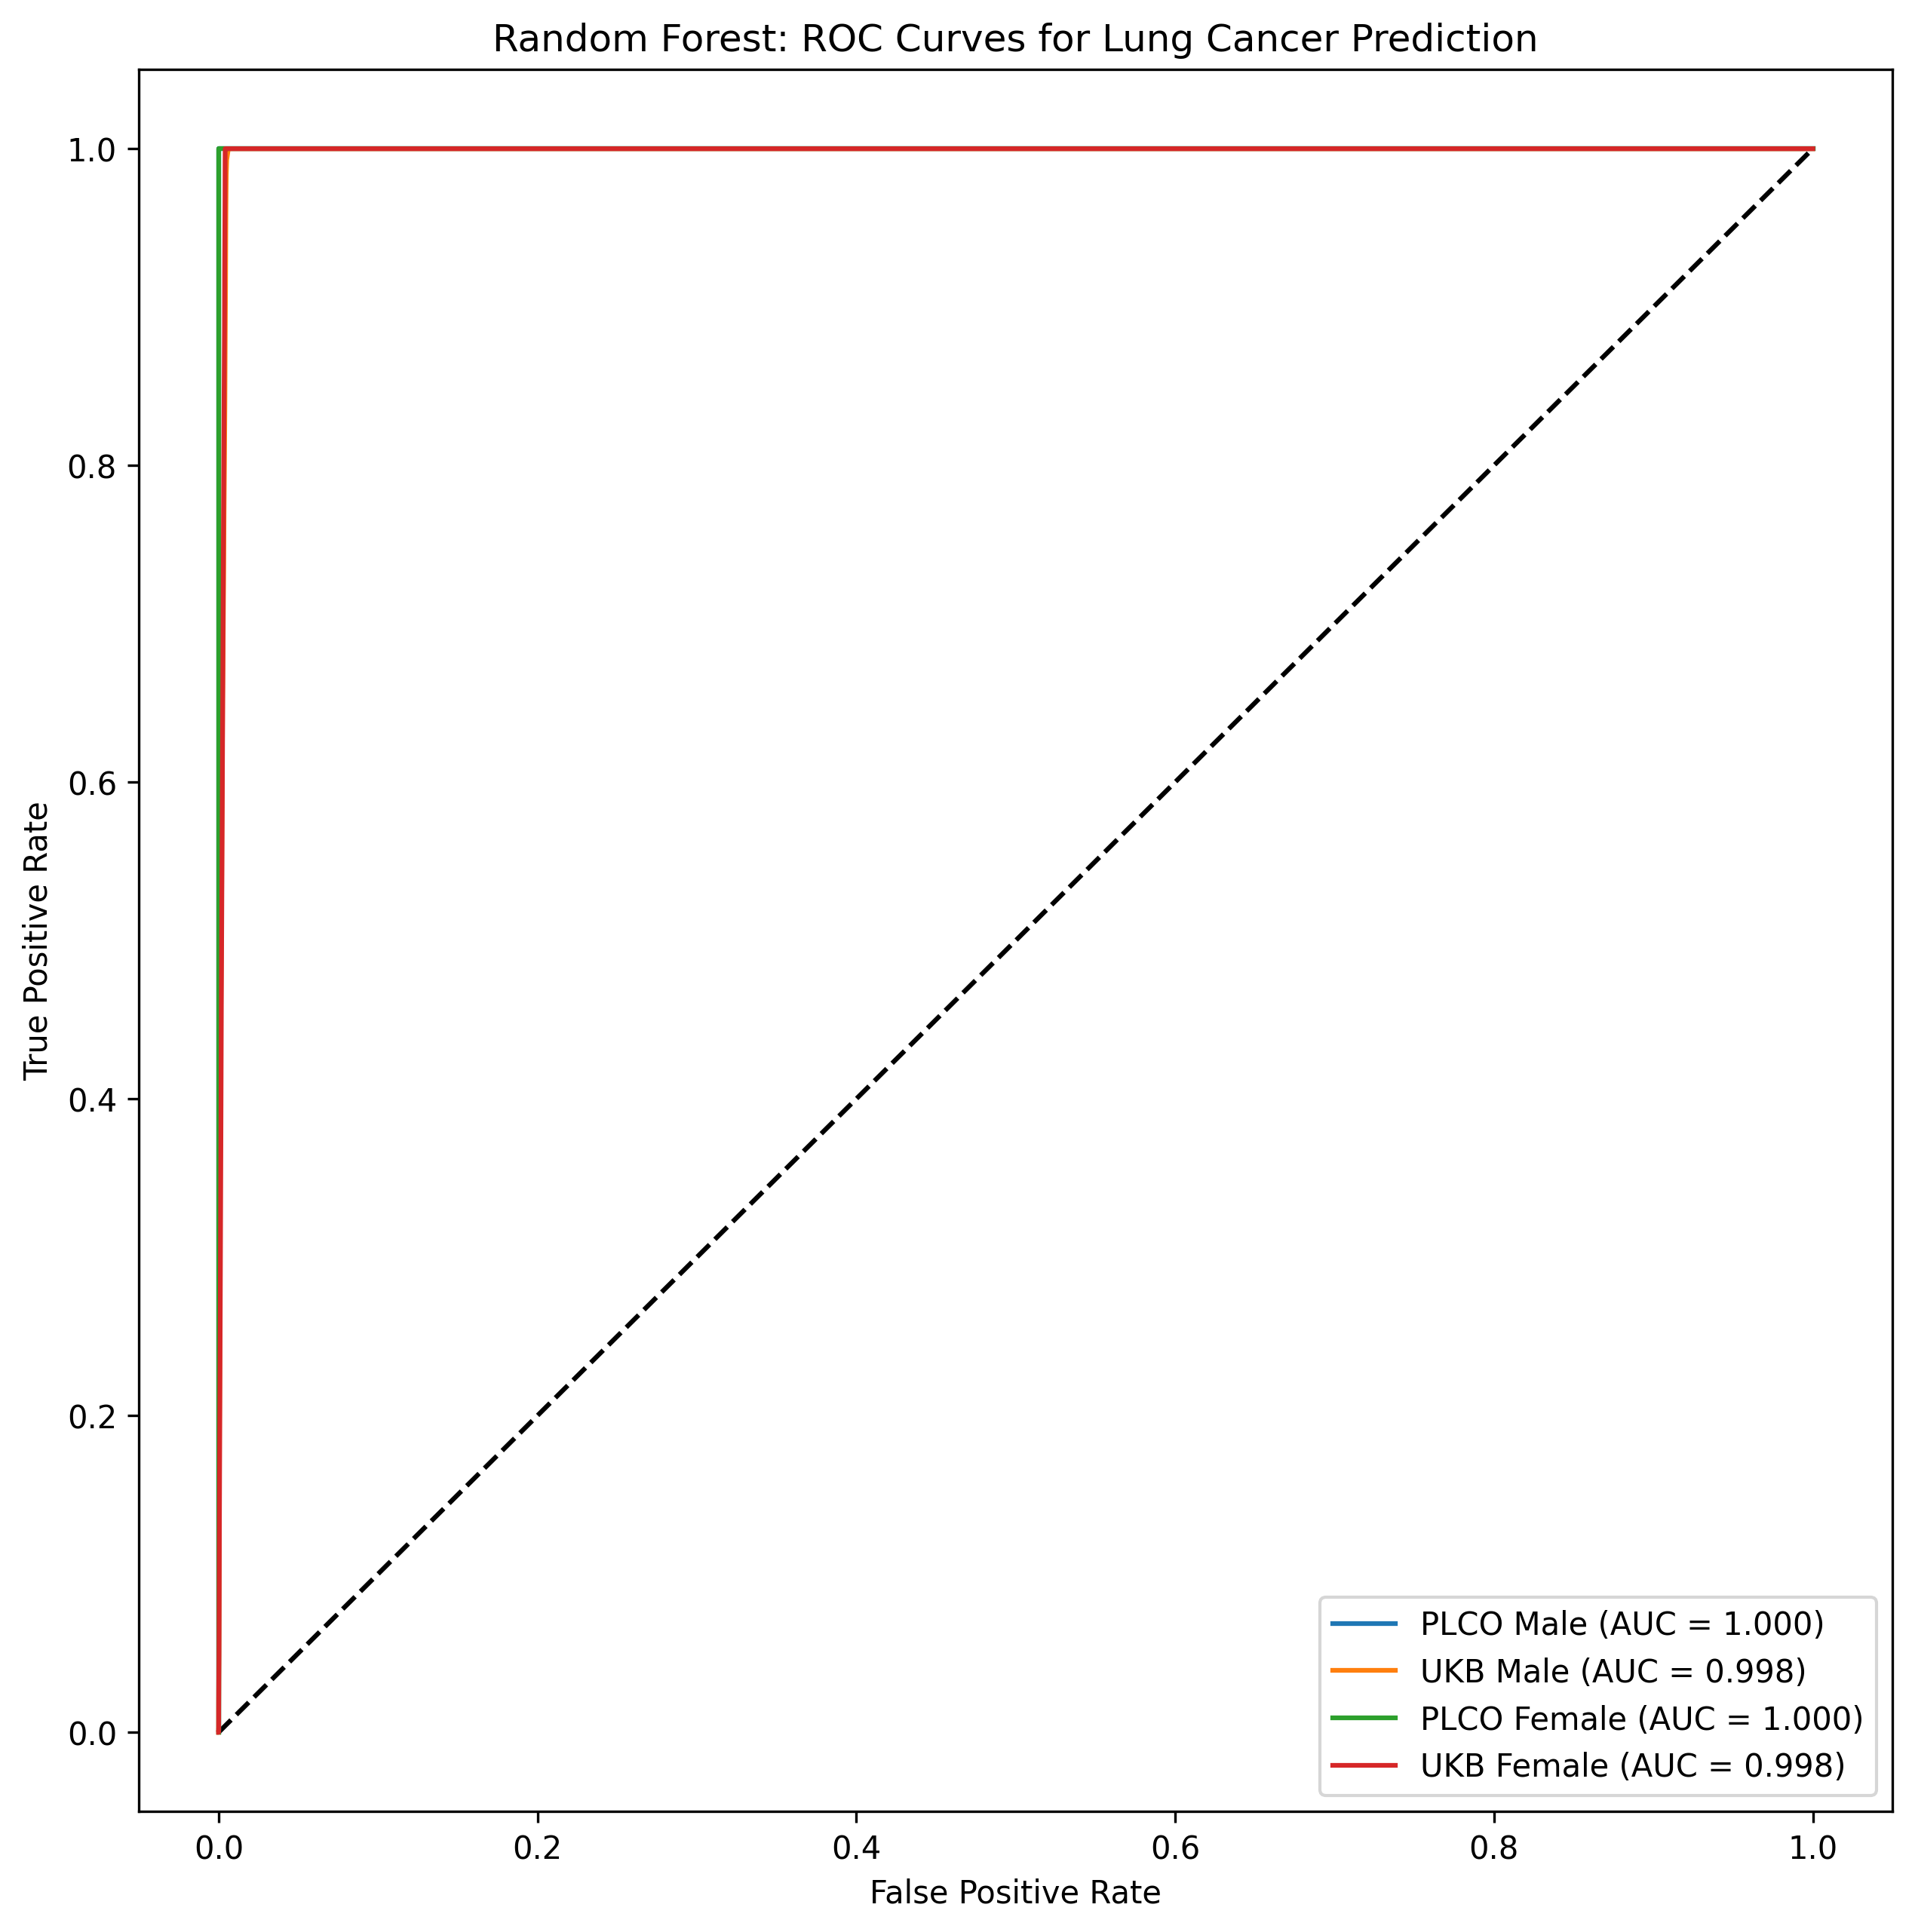 Random Forest: ROC Curves for Lung Cancer Prediction
True Positive Rate
1.0
0.8
0.6
0.4
0.2
0.0
PLCO Male (AUC = 1.000)
UKB Male (AUC = 0.998)
PLCO Female (AUC = 1.000)
UKB Female (AUC = 0.998)
0.0 0.2 0.4 0.6 0.8 1.0
False Positive Rate